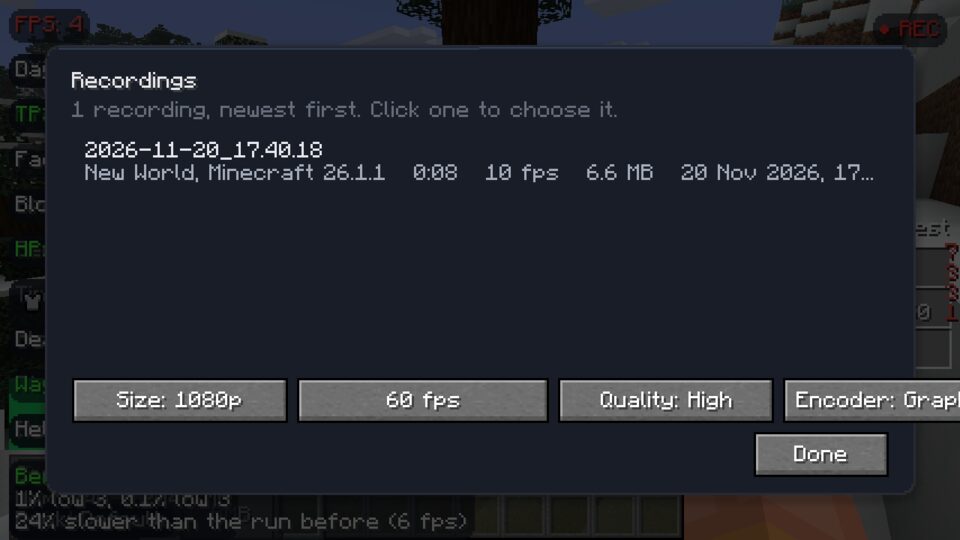 FPS: 4
REC
Recordings
1 recording, newest first. Click one to choose it.
2026-11-20_17.40.18
New World, Minecraft 26.1.1 0:08 10 fps 6.6 MB 20 Nov 2026, 17...
Size: 1080p
60 fps
Quality: High
Encoder: Grap
Done
1% low 3, 0.1% low 3
24% slower than the run before (6 fps)